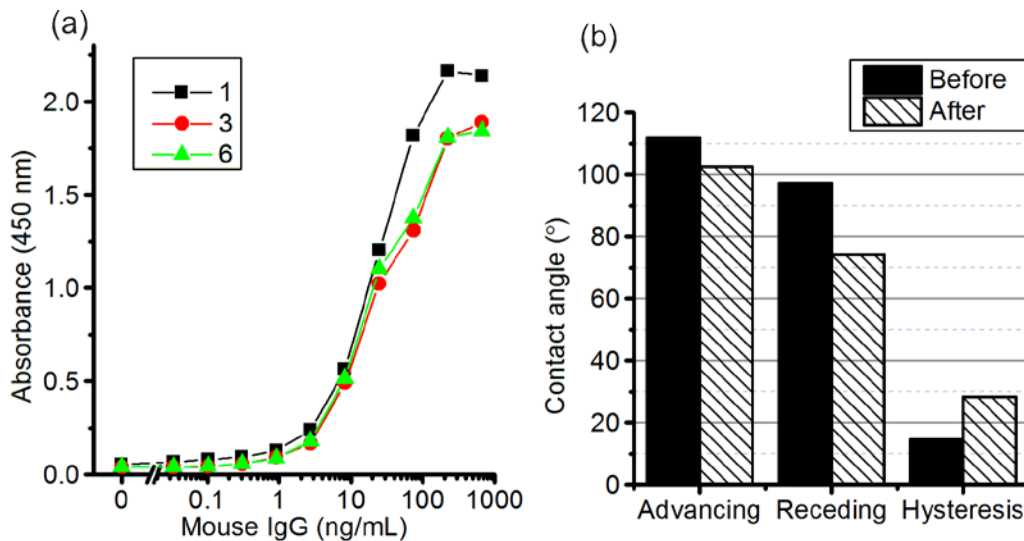 (a)
1
3
6
Absorbance (450 nm)
2.0
1.5
1.0
0.5
0.0
0 0.1 1 10 100 1000
Mouse IgG (ng/mL)
(b)
Before
After
Contact angle (°)
120
100
80
60
40
20
0
Advancing Receding Hysteresis